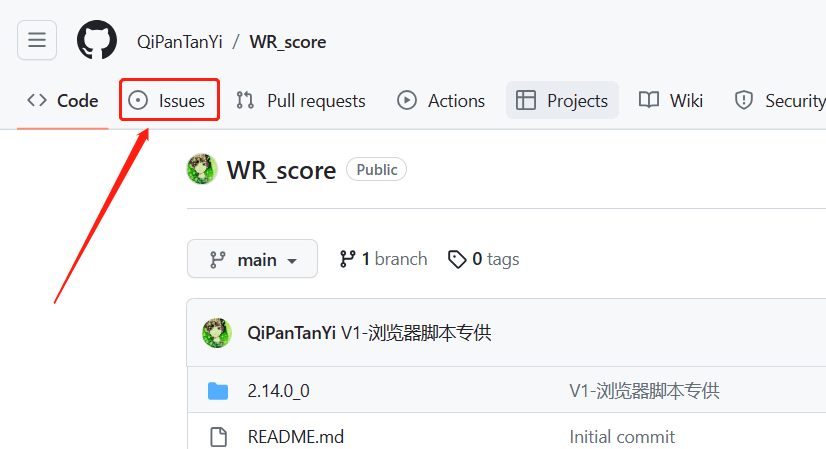 QiPanTanYi / WR_score
Code Issues Pull requests Actions Projects Wiki Security
WR_score Public
main 1 branch 0 tags
QiPanTanYi V1-浏览器脚本专供
2.14.0_0 V1-浏览器脚本专供
README.md Initial commit